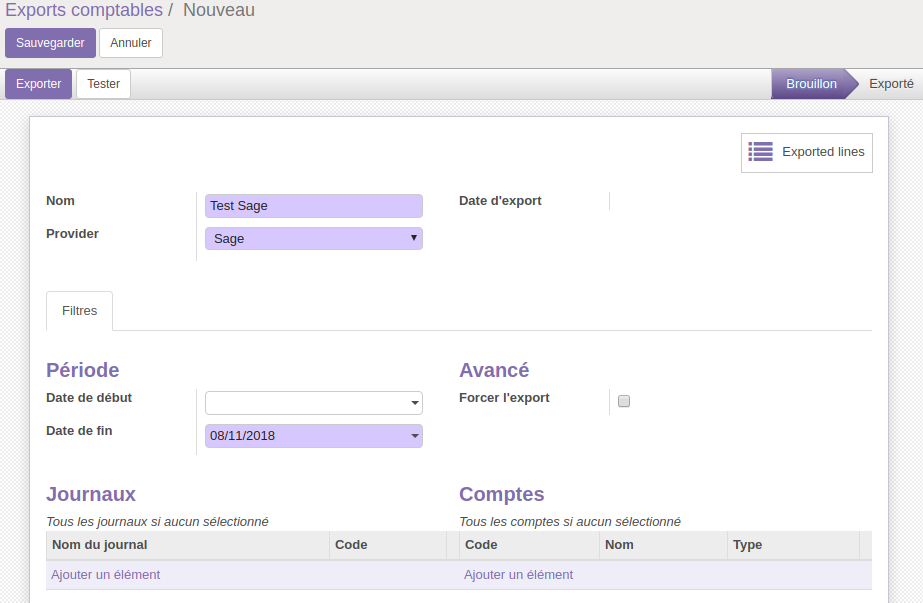 Exports comptables / Nouveau
Sauvegarder Annuler
Exporter Tester Brouillon Exporté
Exported lines
Nom Test Sage Date d'export
Provider Sage
Filtres
Période Avancé
Date de début Forcer l'export
Date de fin 08/11/2018
Journaux Comptes
Tous les journaux si aucun sélectionné Tous les comptes si aucun sélectionné
Nom du journal Code Code Nom Type
Ajouter un élément Ajouter un élément